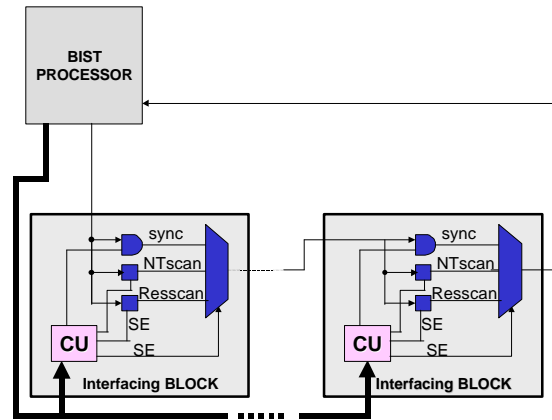 BIST
PROCESSOR
sync
NTscan
Resscan
SE
CU
SE
Interfacing BLOCK
sync
NTscan
Resscan
SE
CU
SE
Interfacing BLOCK